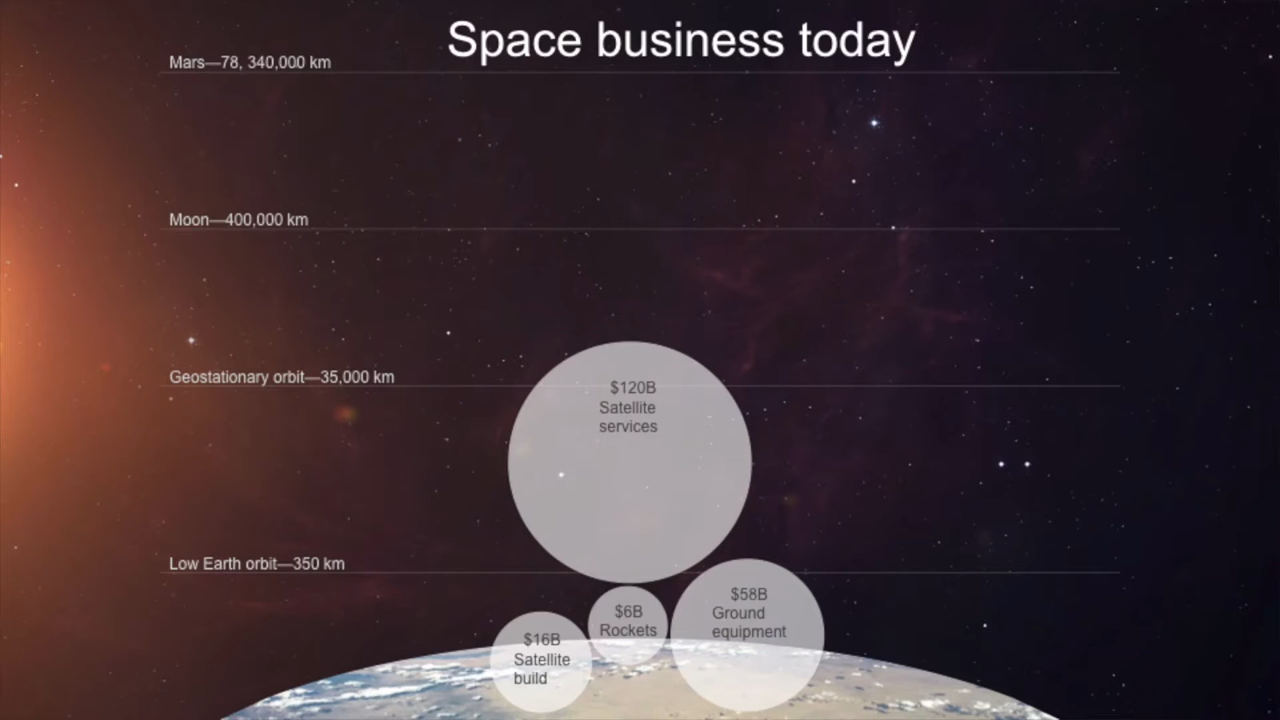 Space business today
Mars—78, 340,000 km
Moon—400,000 km
Geostationary orbit—35,000 km
$120B
Satellite
services
Low Earth orbit—350 km
$6B
Rockets
$58B
Ground
equipment
$16B
Satellite
build